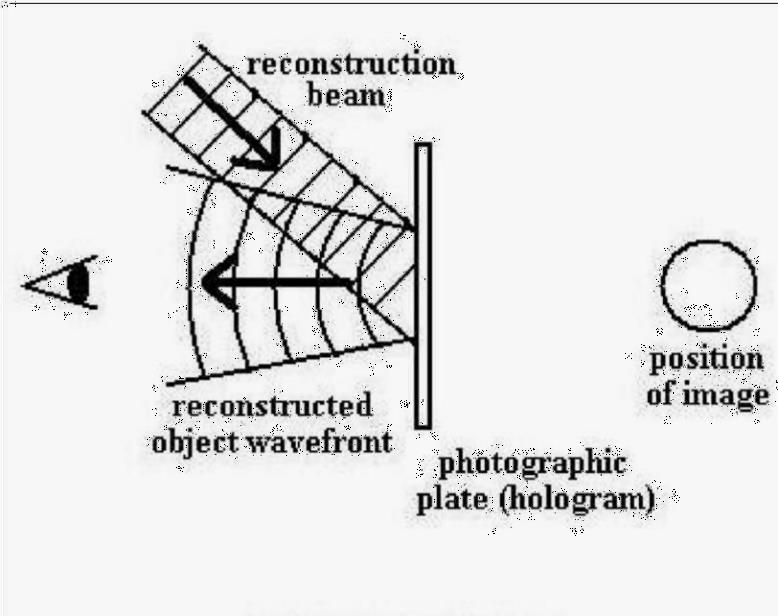 reconstruction
beam
position
of image
reconstructed
object wavefront
photographic
plate (hologram)